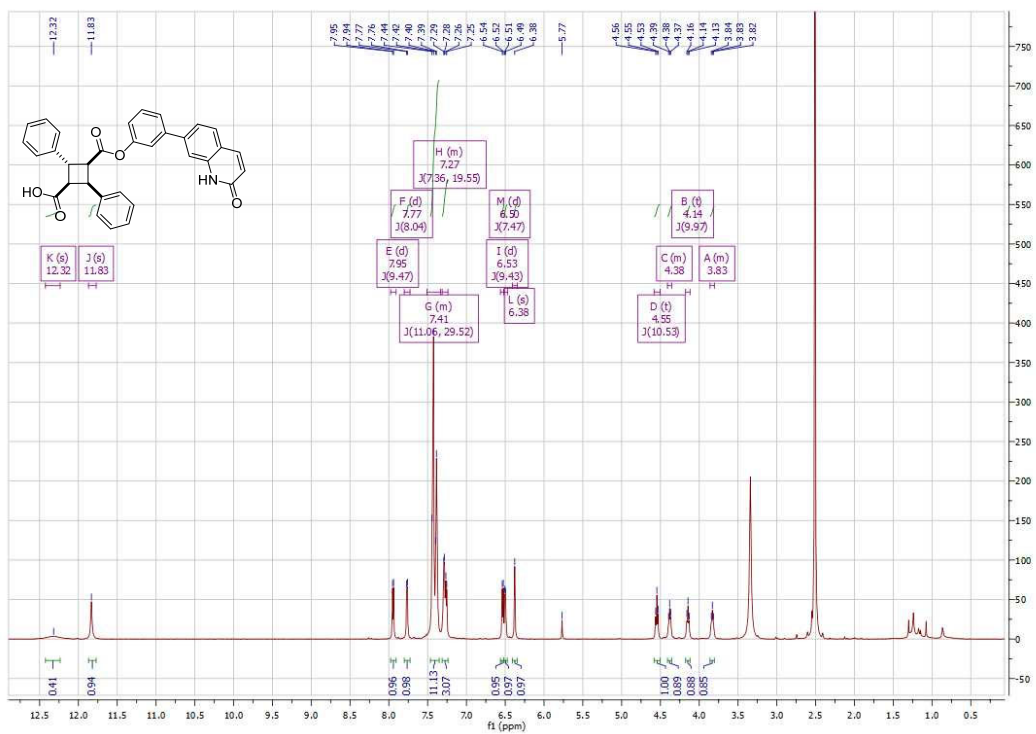 12.32
11.83
7.95
7.94
7.77
7.76
7.44
7.42
7.40
7.39
7.29
7.28
7.26
7.25
6.54
6.52
6.51
6.49
6.38
5.77
4.56
4.55
4.53
4.39
4.38
4.37
4.16
4.14
4.13
3.84
3.83
3.82
O
O
HO
O
NH
O
H (m)
7.27
J(7.36, 19.55)
F (d)
7.77
J(8.04)
M (d)
6.50
J(7.47)
B (t)
4.14
J(9.97)
K (s)
12.32
J (s)
11.83
E (d)
7.95
J(9.47)
I (d)
6.53
J(9.43)
C (m)
4.38
A (m)
3.83
G (m)
7.41
J(11.06, 29.52)
L (s)
6.38
D (t)
4.55
J(10.53)
750
700
650
600
550
500
450
400
350
300
250
200
150
100
50
0
-50
0.41
0.94
0.96
0.98
11.13
3.07
0.95
0.97
0.97
1.00
0.89
0.88
0.85
12.5 12.0 11.5 11.0 10.5 10.0 9.5 9.0 8.5 8.0 7.5 7.0 6.5 6.0 5.5 5.0 4.5 4.0 3.5 3.0 2.5 2.0 1.5 1.0 0.5
f1 (ppm)